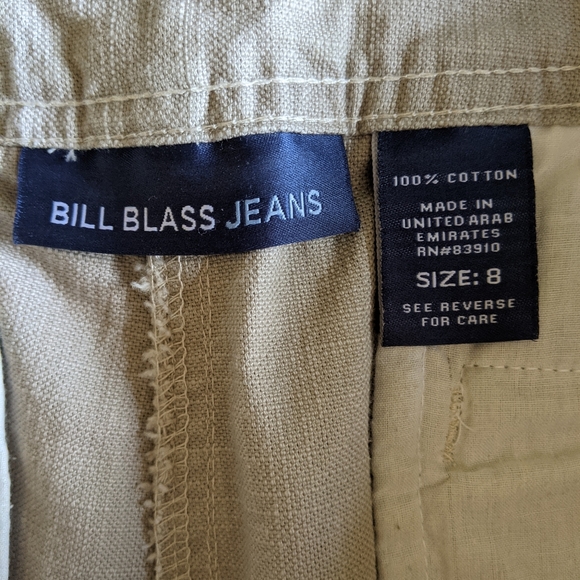 BILL BLASS JEANS
100% COTTON
MADE IN
UNITED ARAB
EMIRATES
RN#83910
SIZE: 8
SEE REVERSE
FOR CARE